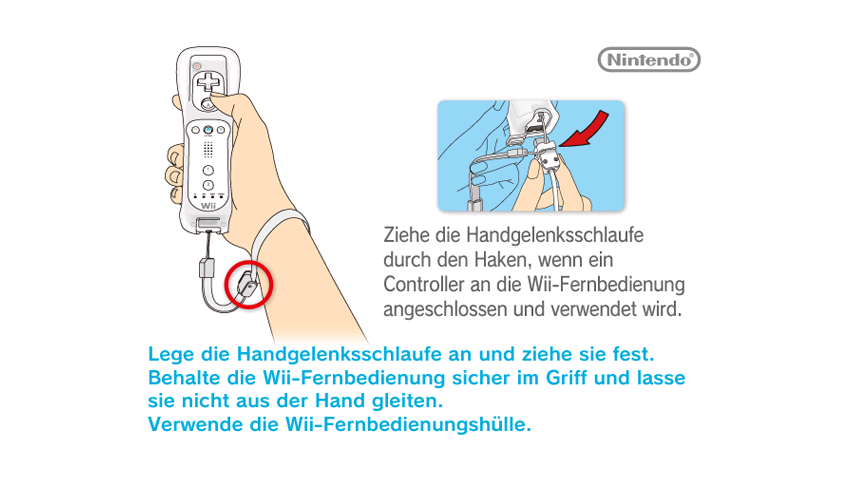 Nintendo®
Wii
Ziehe die Handgelenksschlaufe
durch den Haken, wenn ein
Controller an die Wii-Fernbedienung
angeschlossen und verwendet wird.
Lege die Handgelenksschlaufe an und ziehe sie fest.
Behalte die Wii-Fernbedienung sicher im Griff und lasse
sie nicht aus der Hand gleiten.
Verwende die Wii-Fernbedienungshülle.